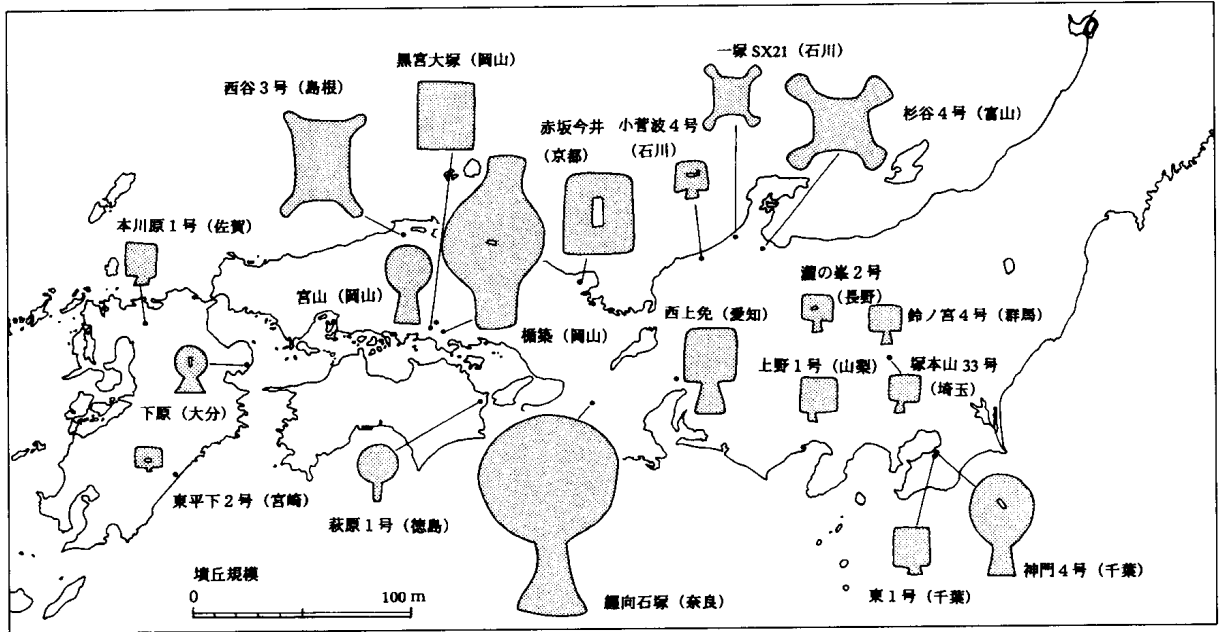 黒宮大塚（岡山）
一塚 SX21（石川）
西谷３号（島根）
赤坂今井
（京都）
小菅波４号
（石川）
杉谷４号（富山）
本川原１号（佐賀）
宮山（岡山）
楯築（岡山）
西上免（愛知）
瀧の峯２号
（長野）
鈴ノ宮４号（群馬）
上野１号（山梨）
塚本山 33号
（埼玉）
下原（大分）
東平下２号（宮崎）
萩原１号（徳島）
纒向石塚（奈良）
東１号（千葉）
神門４号（千葉）
墳丘規模
0
100 m